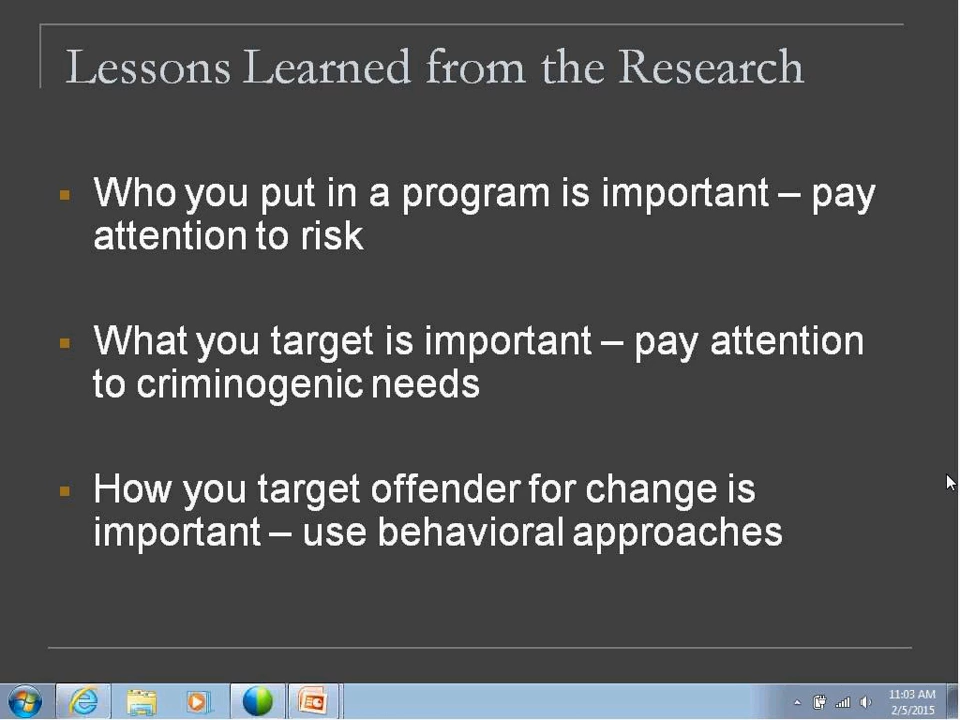 Lessons Learned from the Research
Who you put in a program is important – pay
attention to risk
What you target is important – pay attention
to criminogenic needs
How you target offender for change is
important – use behavioral approaches
11:03 AM
2/5/2015